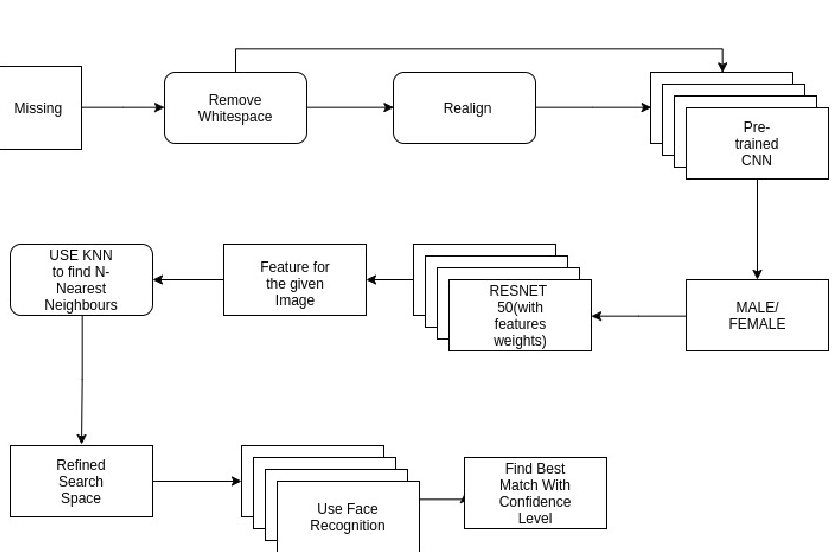 Missing
Remove
Whitespace
Realign
Pre-
trained
CNN
USE KNN
to find N-
Nearest
Neighbours
Feature for
the given
Image
RESNET
50(with
features
weights)
MALE/
FEMALE
Refined
Search
Space
Use Face
Recognition
Find Best
Match With
Confidence
Level